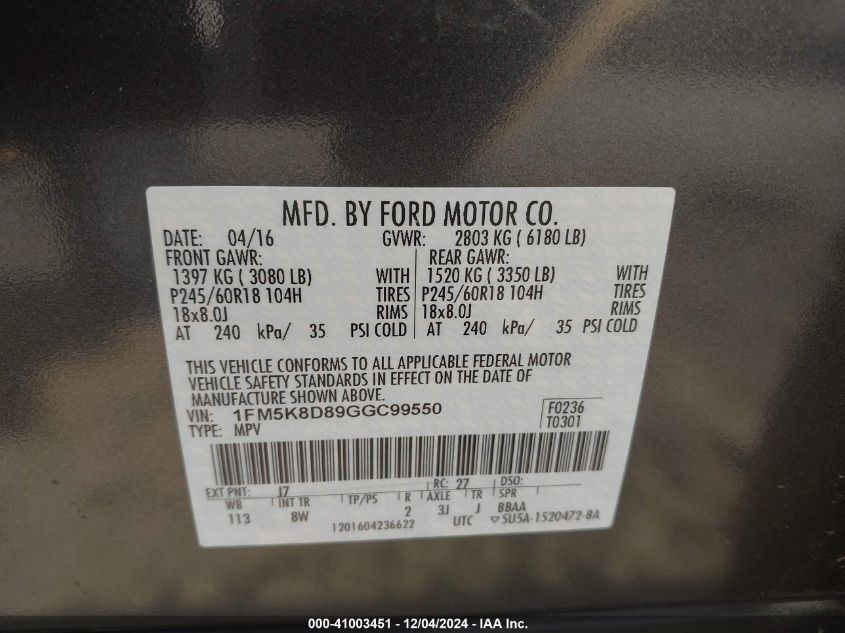 MFD. BY FORD MOTOR CO.
DATE: 04/16 GVWR: 2803 KG ( 6180 LB)
FRONT GAWR: REAR GAWR:
1397 KG ( 3080 LB) WITH 1520 KG ( 3350 LB) WITH
P245/60R18 104H TIRES P245/60R18 104H TIRES
18x8.0J RIMS 18x8.0J RIMS
AT 240 kPa/ 35 PSI COLD AT 240 kPa/ 35 PSI COLD
THIS VEHICLE CONFORMS TO ALL APPLICABLE FEDERAL MOTOR
VEHICLE SAFETY STANDARDS IN EFFECT ON THE DATE OF
MANUFACTURE SHOWN ABOVE.
VIN: 1FM5K8D89GGC99550 F0236
TYPE: MPV T0301
EXT PNT: J7 RC: 27 DSO:
WB INT TR TP/PS R AXLE TR SPR
113 8W 2 3J J BBAA
1201604236622 UTC ▽5U5A-1520472-BA
000-41003451 - 12/04/2024 - IAA Inc.